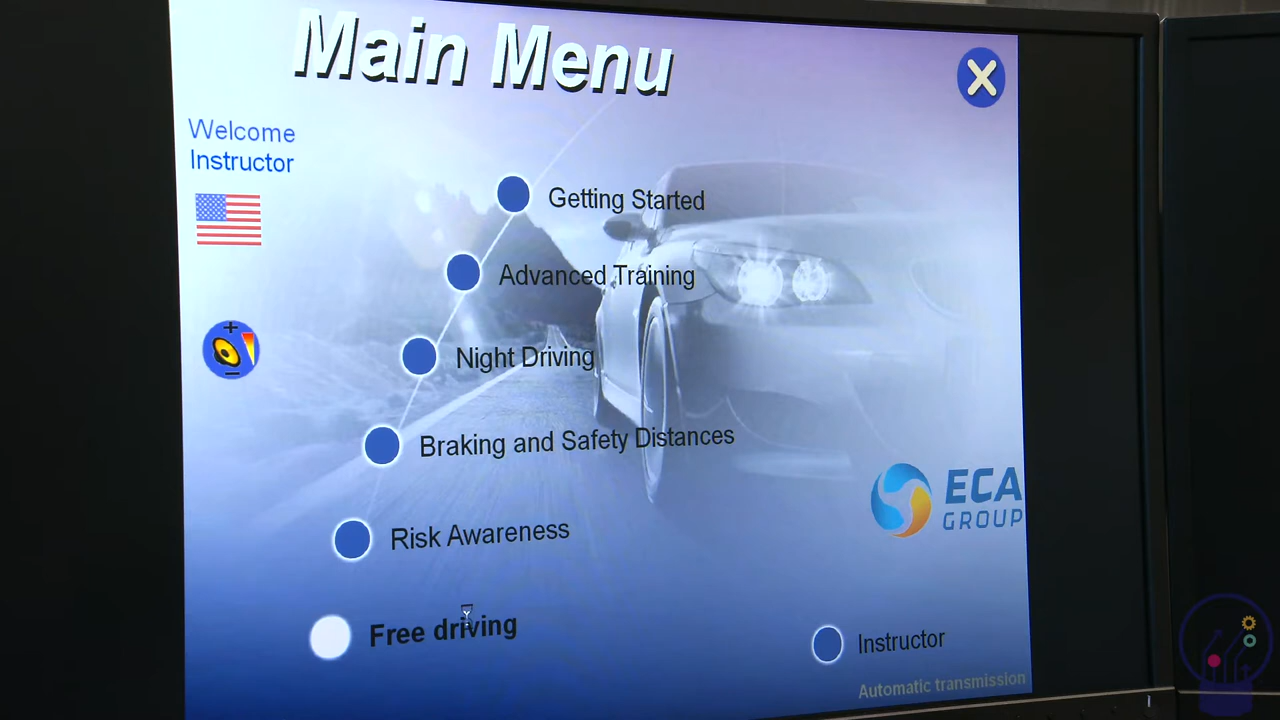 Main Menu
Welcome
Instructor
Getting Started
Advanced Training
Night Driving
Braking and Safety Distances
Risk Awareness
Free driving
ECA
GROUP
Instructor
Automatic transmission